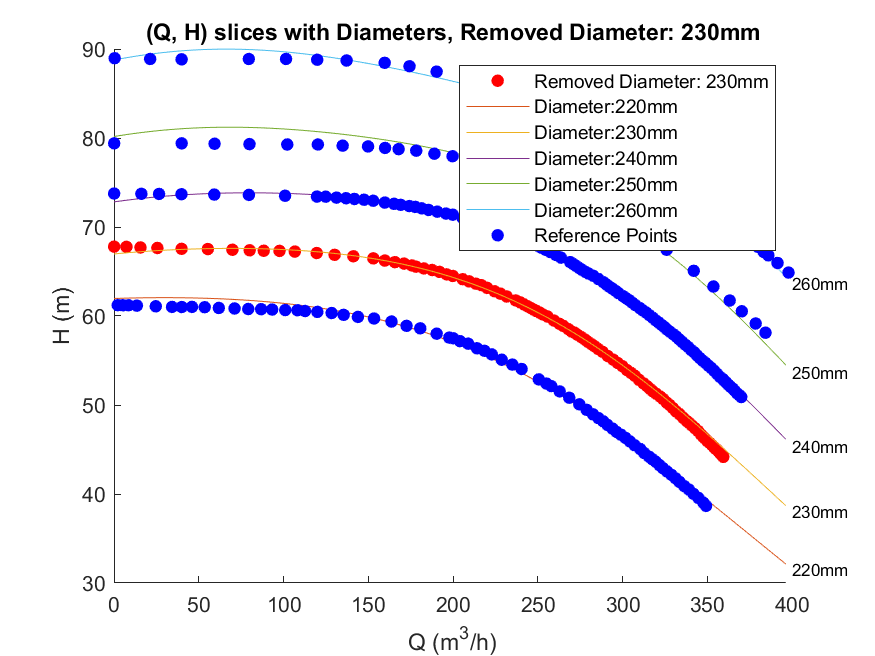 (Q, H) slices with Diameters, Removed Diameter: 230mm
90
80
70
60
50
40
30
H (m)
0
50
100
150
200
250
300
350
400
Q (m³/h)
Removed Diameter: 230mm
Diameter:220mm
Diameter:230mm
Diameter:240mm
Diameter:250mm
Diameter:260mm
Reference Points
260mm
250mm
240mm
230mm
220mm